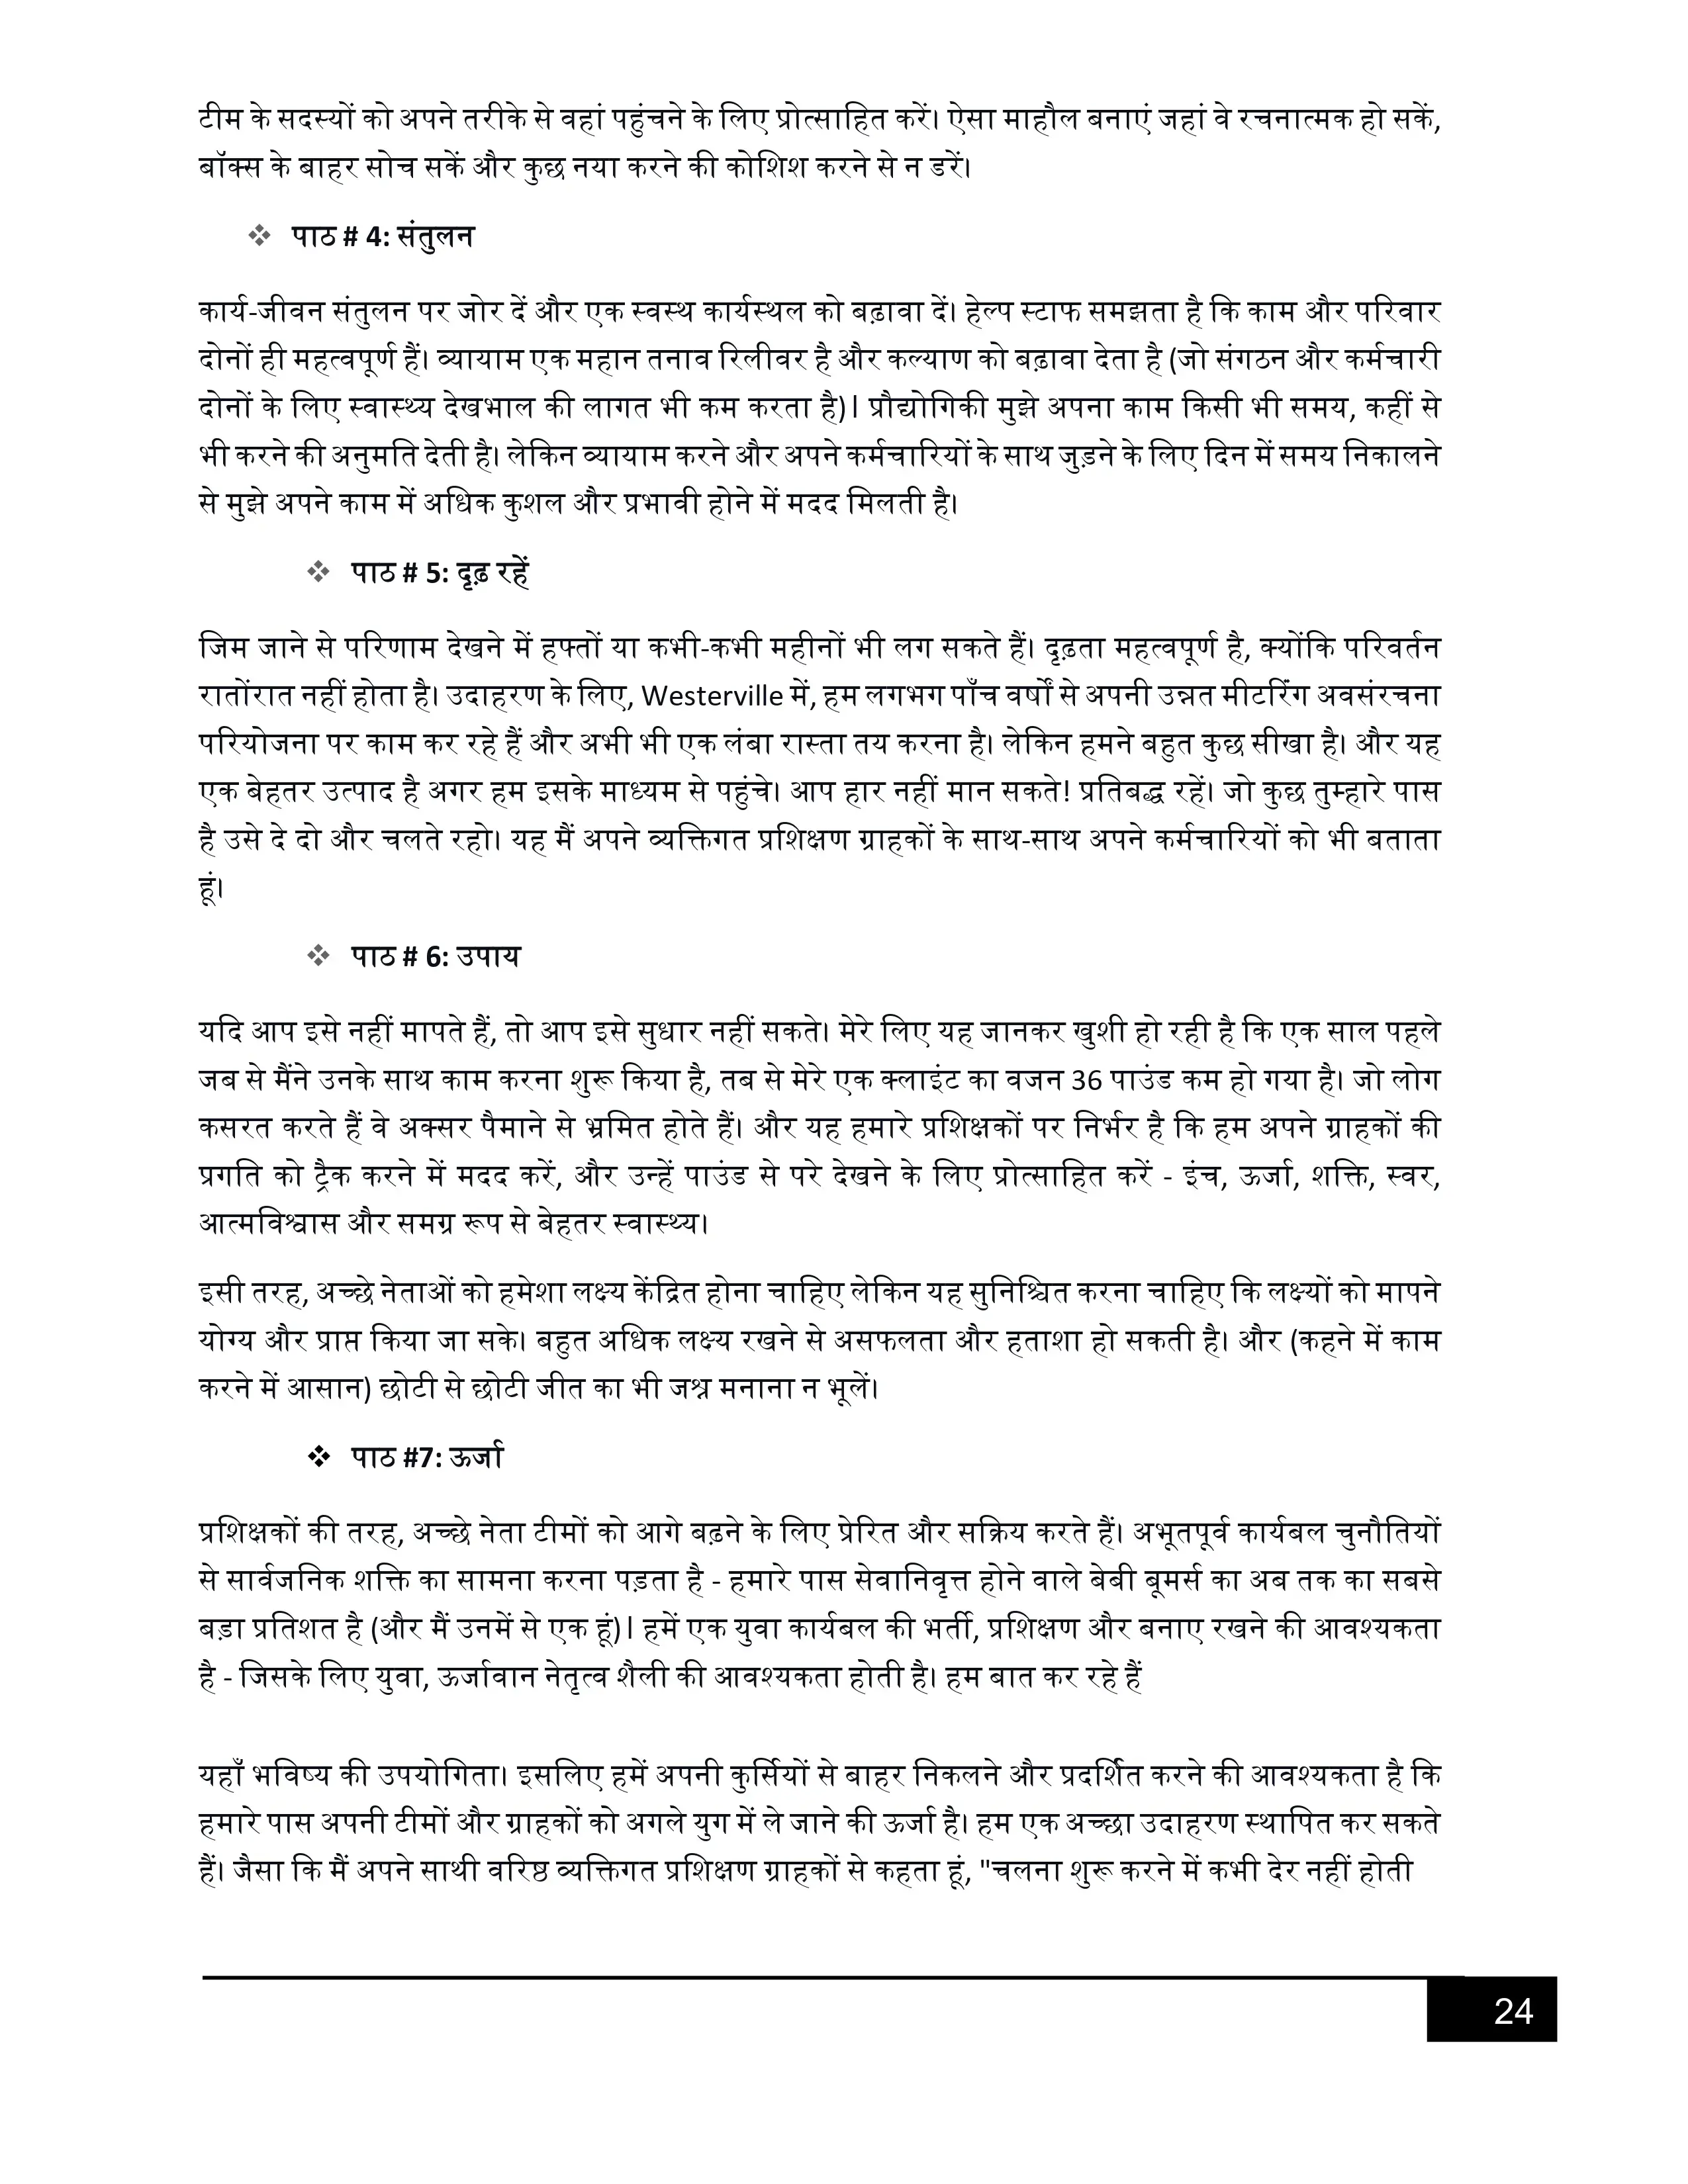 टीम के सदस्यों को अपने तरीके से वहां पहुंचने के लिए प्रोत्साहित करें। ऐसा माहौल बनाएं जहां वे रचनात्मक हो सकें,
बॉक्स के बाहर सोच सकें और कुछ नया करने की कोशिश करने से न डरें।
❖ पाठ # 4: संतुलन
कार्य-जीवन संतुलन पर जोर दें और एक स्वस्थ कार्यस्थल को बढ़ावा दें। हेल्प स्टाफ समझता है कि काम और परिवार
दोनों ही महत्वपूर्ण हैं। व्यायाम एक महान तनाव रिलीवर है और कल्याण को बढ़ावा देता है (जो संगठन और कर्मचारी
दोनों के लिए स्वास्थ्य देखभाल की लागत भी कम करता है)। प्रौद्योगिकी मुझे अपना काम किसी भी समय, कहीं से
भी करने की अनुमति देती है। लेकिन व्यायाम करने और अपने कर्मचारियों के साथ जुड़ने के लिए दिन में समय निकालने
से मुझे अपने काम में अधिक कुशल और प्रभावी होने में मदद मिलती है।
❖ पाठ # 5: दृढ़ रहें
जिम जाने से परिणाम देखने में हफ्तों या कभी-कभी महीनों भी लग सकते हैं। दृढ़ता महत्वपूर्ण है, क्योंकि परिवर्तन
रातोंरात नहीं होता है। उदाहरण के लिए, Westerville में, हम लगभग पाँच वर्षों से अपनी उन्नत मीटरिंग अवसंरचना
परियोजना पर काम कर रहे हैं और अभी भी एक लंबा रास्ता तय करना है। लेकिन हमने बहुत कुछ सीखा है। और यह
एक बेहतर उत्पाद है अगर हम इसके माध्यम से पहुंचे। आप हार नहीं मान सकते! प्रतिबद्ध रहें। जो कुछ तुम्हारे पास
है उसे दे दो और चलते रहो। यह मैं अपने व्यक्तिगत प्रशिक्षण ग्राहकों के साथ-साथ अपने कर्मचारियों को भी बताता
हूं।
❖ पाठ # 6: उपाय
यदि आप इसे नहीं मापते हैं, तो आप इसे सुधार नहीं सकते। मेरे लिए यह जानकर खुशी हो रही है कि एक साल पहले
जब से मैंने उनके साथ काम करना शुरू किया है, तब से मेरे एक क्लाइंट का वजन 36 पाउंड कम हो गया है। जो लोग
कसरत करते हैं वे अक्सर पैमाने से भ्रमित होते हैं। और यह हमारे प्रशिक्षकों पर निर्भर है कि हम अपने ग्राहकों की
प्रगति को ट्रैक करने में मदद करें, और उन्हें पाउंड से परे देखने के लिए प्रोत्साहित करें - इंच, ऊर्जा, शक्ति, स्वर,
आत्मविश्वास और समग्र रूप से बेहतर स्वास्थ्य।
इसी तरह, अच्छे नेताओं को हमेशा लक्ष्य केंद्रित होना चाहिए लेकिन यह सुनिश्चित करना चाहिए कि लक्ष्यों को मापने
योग्य और प्राप्त किया जा सके। बहुत अधिक लक्ष्य रखने से असफलता और हताशा हो सकती है। और (कहने में काम
करने में आसान) छोटी से छोटी जीत का भी जश्न मनाना न भूलें।
❖ पाठ #7: ऊर्जा
प्रशिक्षकों की तरह, अच्छे नेता टीमों को आगे बढ़ने के लिए प्रेरित और सक्रिय करते हैं। अभूतपूर्व कार्यबल चुनौतियों
से सार्वजनिक शक्ति का सामना करना पड़ता है - हमारे पास सेवानिवृत्त होने वाले बेबी बूमर्स का अब तक का सबसे
बड़ा प्रतिशत है (और मैं उनमें से एक हूं)। हमें एक युवा कार्यबल की भर्ती, प्रशिक्षण और बनाए रखने की आवश्यकता
है - जिसके लिए युवा, ऊर्जावान नेतृत्व शैली की आवश्यकता होती है। हम बात कर रहे हैं
यहाँ भविष्य की उपयोगिता। इसलिए हमें अपनी कुर्सियों से बाहर निकलने और प्रदर्शित करने की आवश्यकता है कि
हमारे पास अपनी टीमों और ग्राहकों को अगले युग में ले जाने की ऊर्जा है। हम एक अच्छा उदाहरण स्थापित कर सकते
हैं। जैसा कि मैं अपने साथी वरिष्ठ व्यक्तिगत प्रशिक्षण ग्राहकों से कहता हूं, "चलना शुरू करने में कभी देर नहीं होती
24